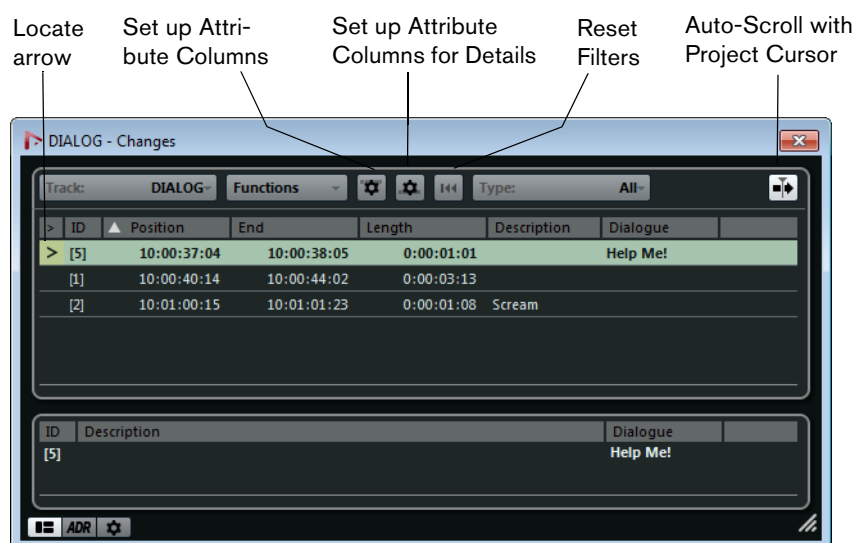 Locate arrow
Set up Attri-
bute Columns
Set up Attribute
Columns for Details
Reset
Filters
Auto-Scroll with
Project Cursor
DIALOG - Changes
Track: DIALOG Functions Type: All
> ID Position End Length Description Dialogue
> [5] 10:00:37:04 10:00:38:05 0:00:01:01 Help Me!
[1] 10:00:40:14 10:00:44:02 0:00:03:13
[2] 10:01:00:15 10:01:01:23 0:00:01:08 Scream
ID Description Dialogue
[5] Help Me!
ADR